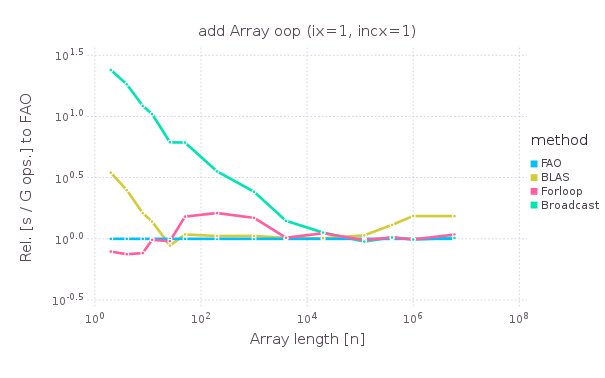 add Array oop (ix=1, incx=1)
Rel. [s / G ops.] to FAO
10^1.5
10^1.0
10^0.5
10^0.0
10^-0.5
10^0
10^2
10^4
10^6
10^8
Array length [n]
method
FAO
BLAS
Forloop
Broadcast